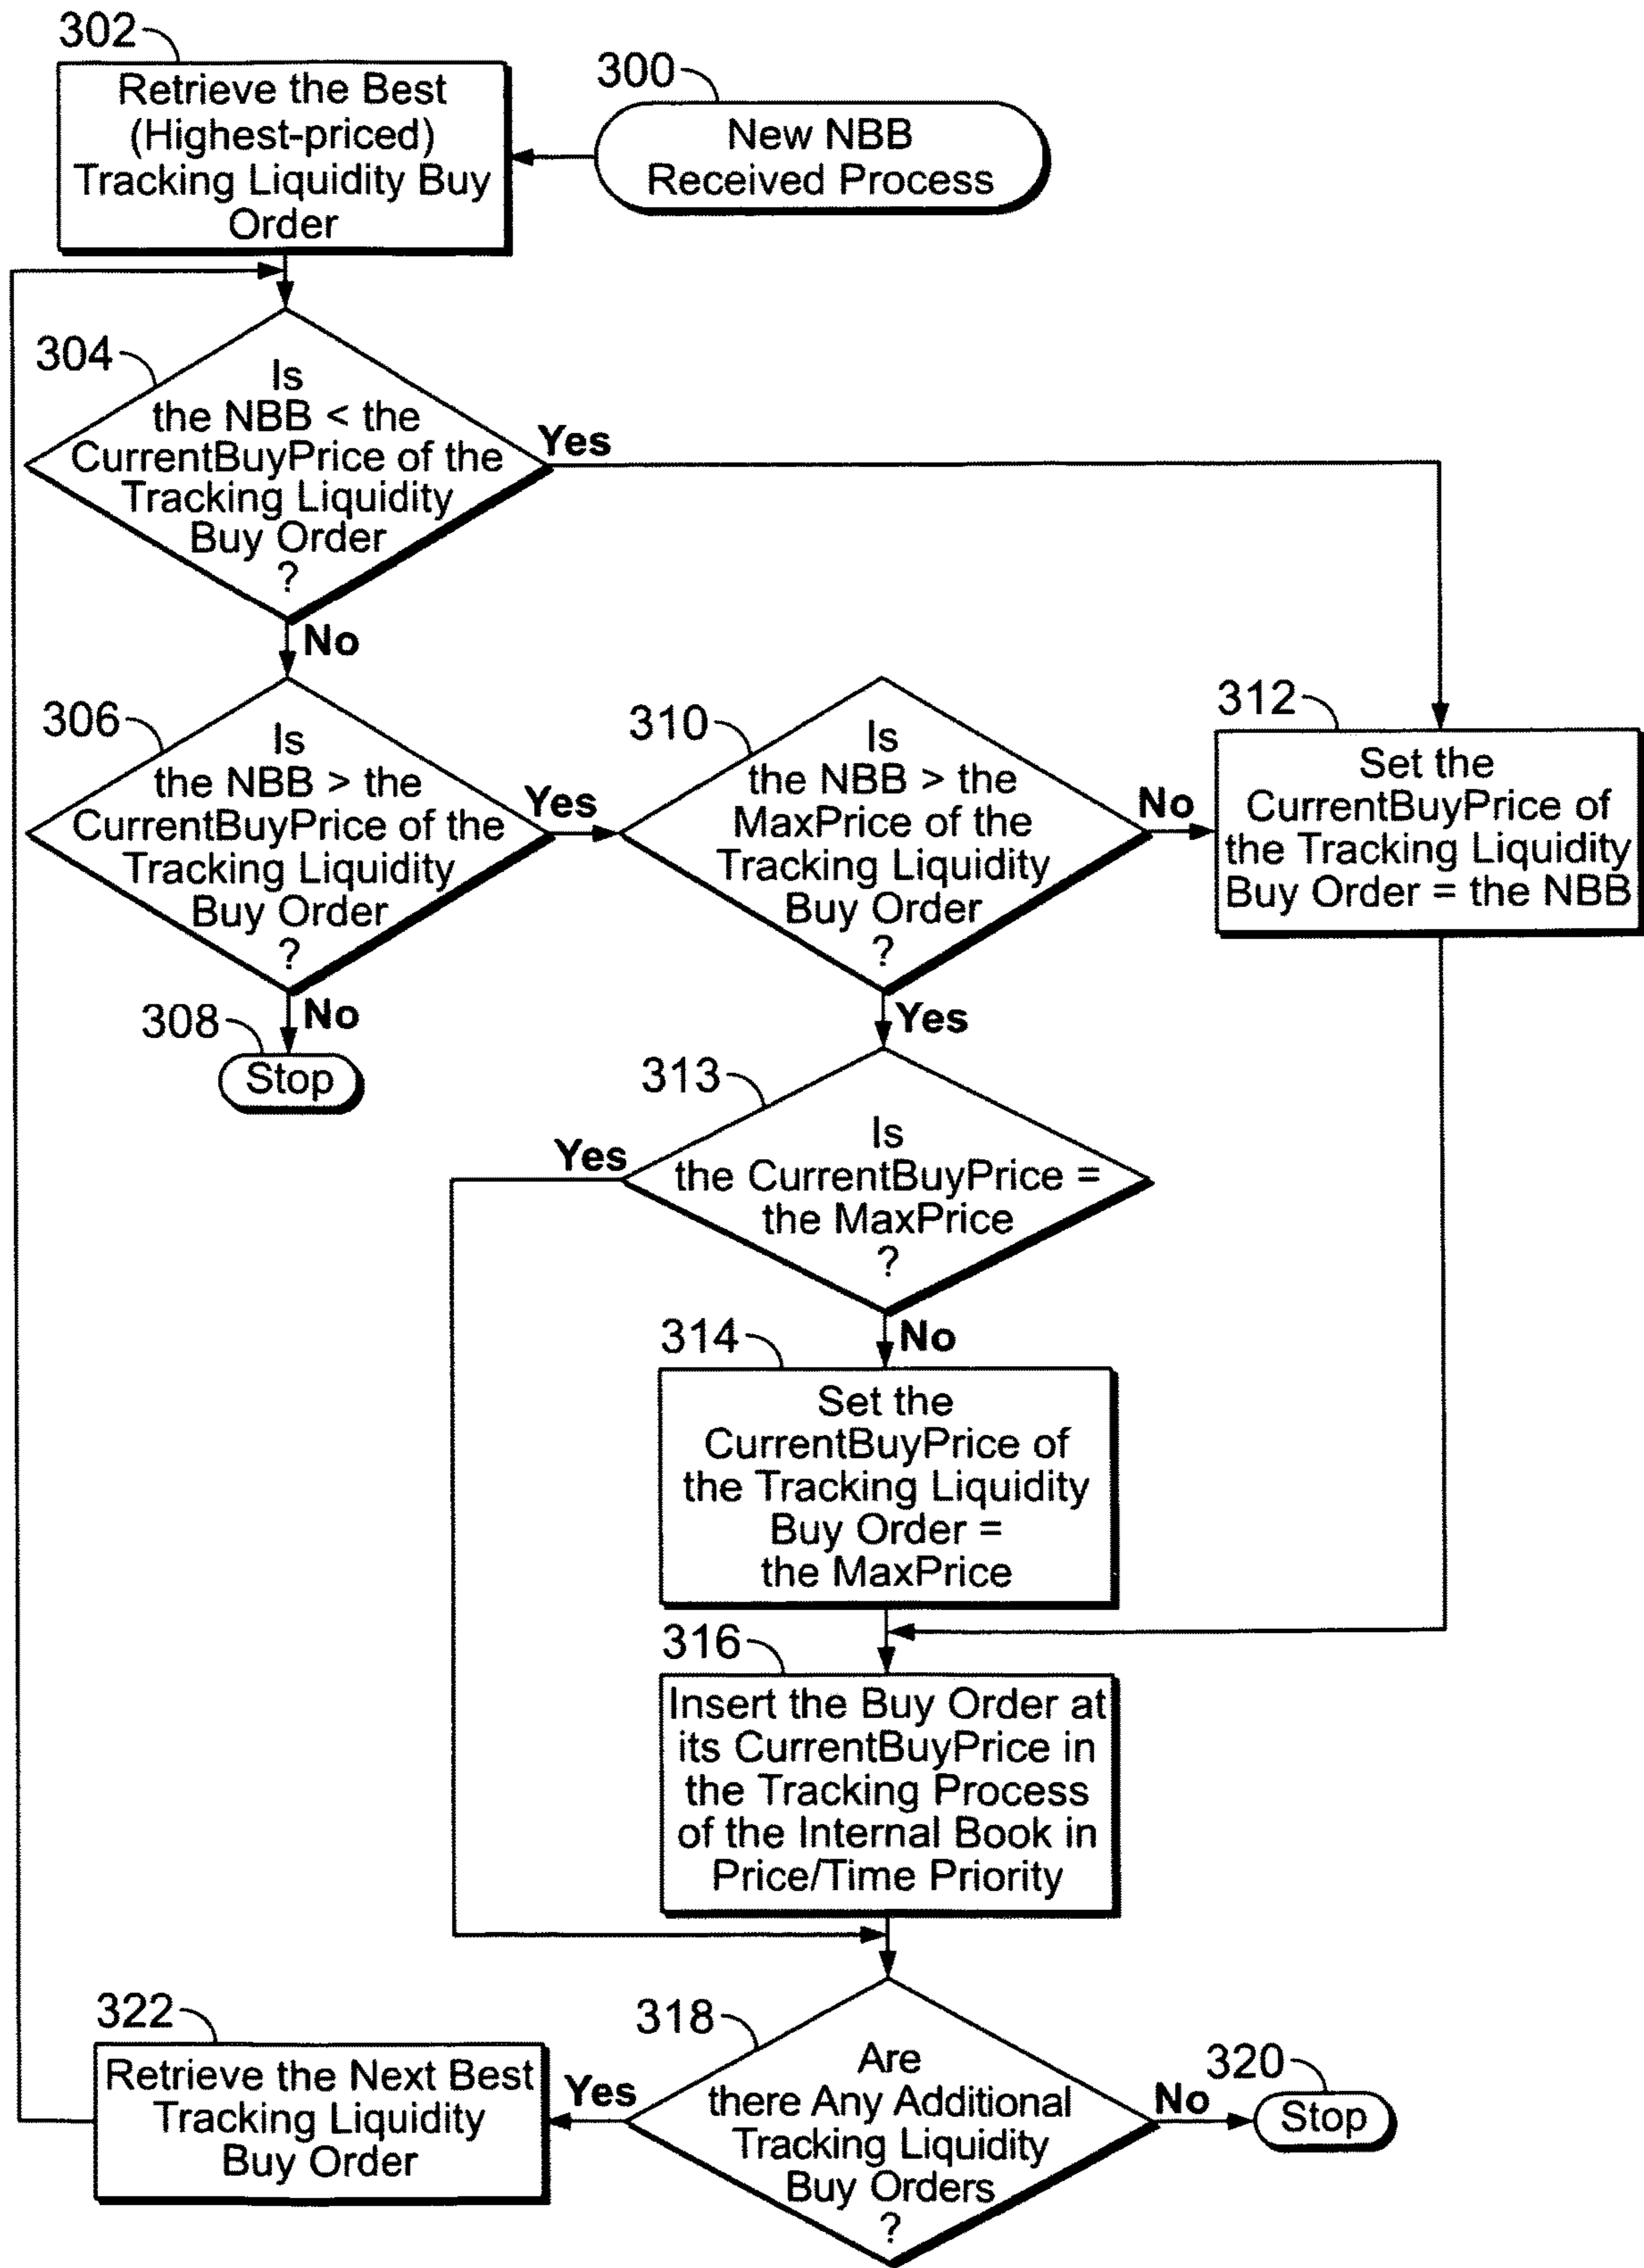 302
Retrieve the Best
(Highest-priced)
Tracking Liquidity Buy
Order
300
New NBB
Received Process
304
Is
the NBB < the
CurrentBuyPrice of the
Tracking Liquidity
Buy Order
?
Yes
No
306
Is
the NBB > the
CurrentBuyPrice of the
Tracking Liquidity
Buy Order
?
Yes
No
308
Stop
310
Is
the NBB > the
MaxPrice of the
Tracking Liquidity
Buy Order
?
No
Yes
312
Set the
CurrentBuyPrice of
the Tracking Liquidity
Buy Order = the NBB
313
Is
the CurrentBuyPrice =
the MaxPrice
?
Yes
No
314
Set the
CurrentBuyPrice of
the Tracking Liquidity
Buy Order =
the MaxPrice
316
Insert the Buy Order at
its CurrentBuyPrice in
the Tracking Process
of the Internal Book in
Price/Time Priority
318
Are
there Any Additional
Tracking Liquidity
Buy Orders
?
Yes
No
320
Stop
322
Retrieve the Next Best
Tracking Liquidity
Buy Order